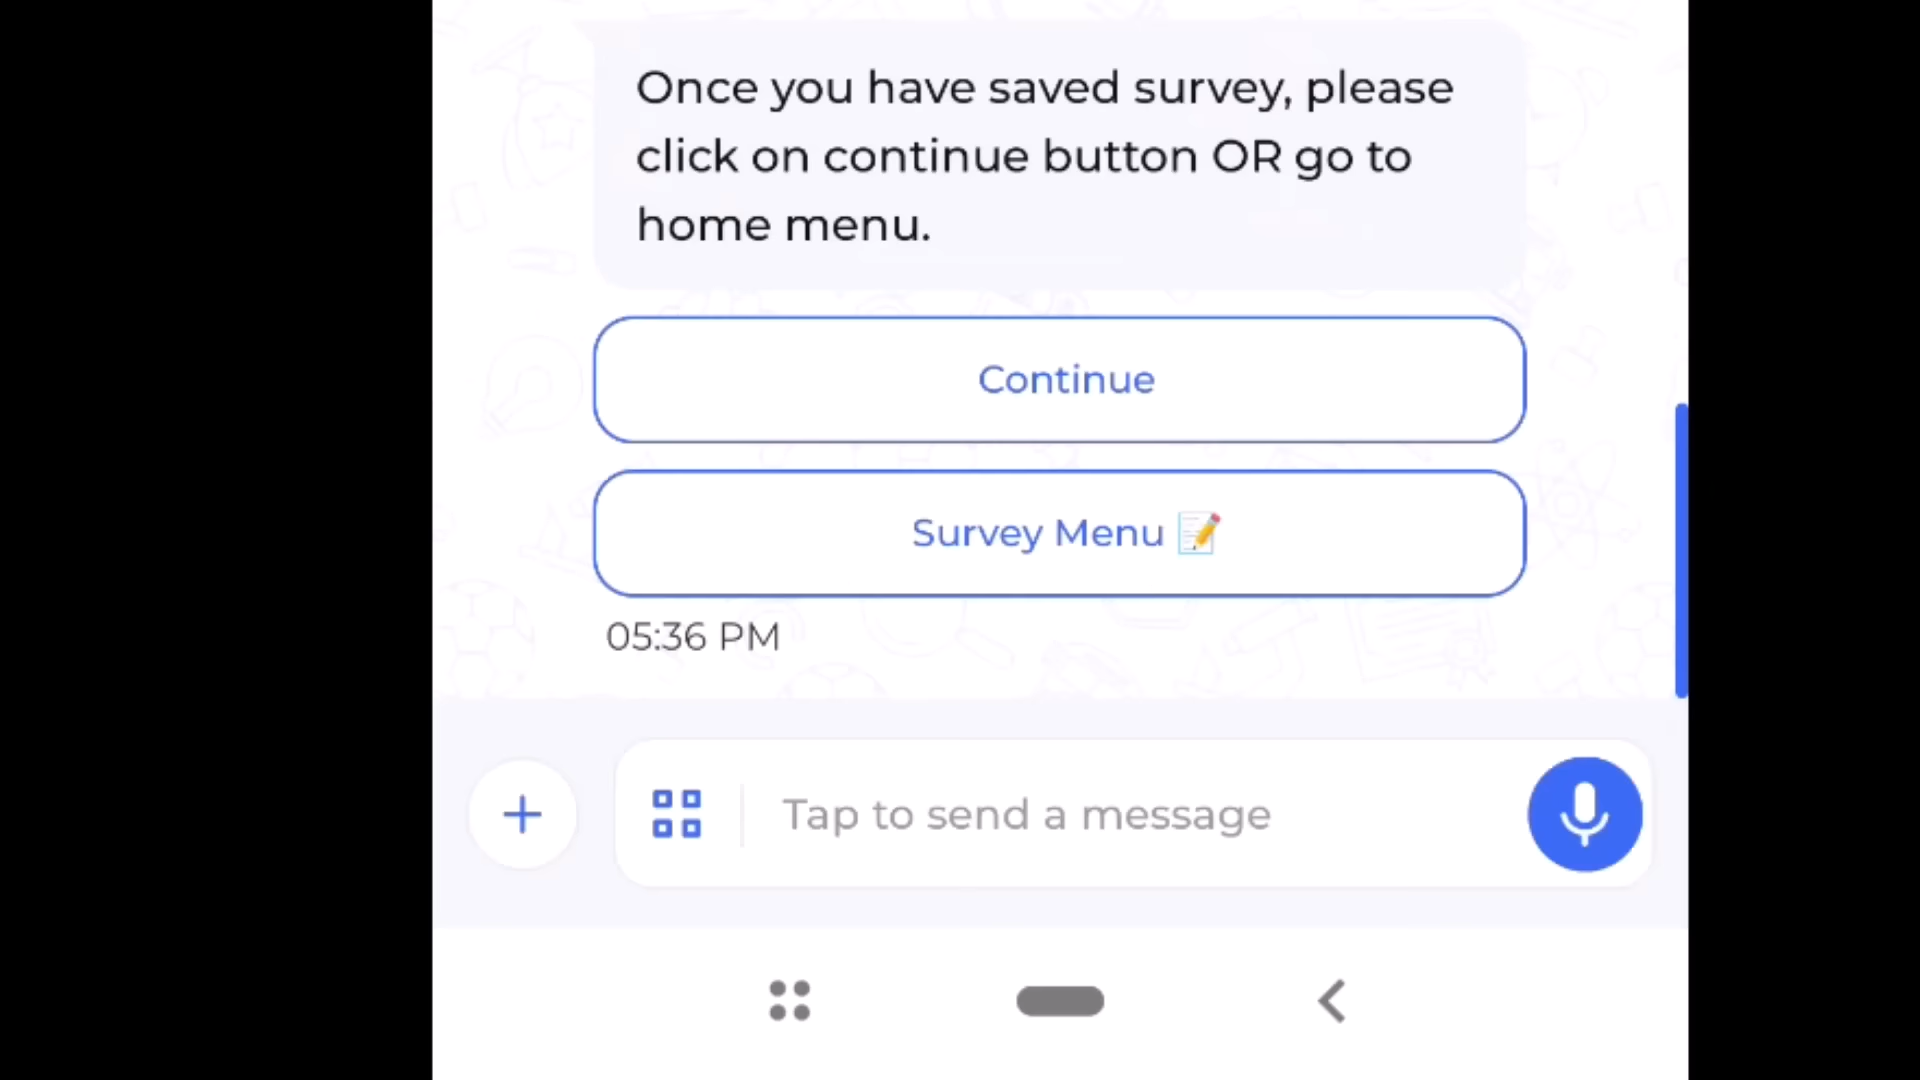 Once you have saved survey, please
click on continue button OR go to
home menu.
Continue
Survey Menu 📝
05:36 PM
Tap to send a message